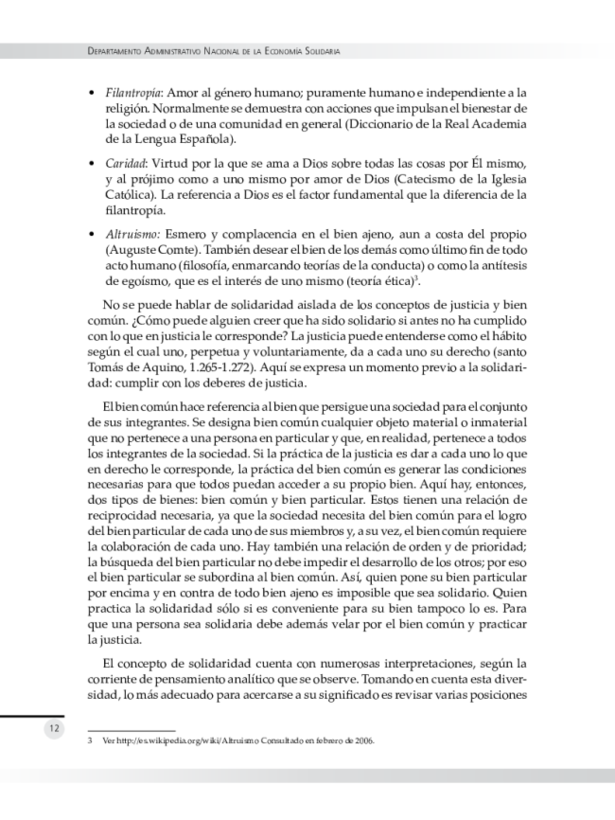 Departamento Administrativo Nacional de la Economía Solidaria
• Filantropía: Amor al género humano; puramente humano e independiente a la
religión. Normalmente se demuestra con acciones que impulsan el bienestar de
la sociedad o de una comunidad en general (Diccionario de la Real Academia
de la Lengua Española).
• Caridad: Virtud por la que se ama a Dios sobre todas las cosas por Él mismo,
y al prójimo como a uno mismo por amor de Dios (Catecismo de la Iglesia
Católica). La referencia a Dios es el factor fundamental que la diferencia de la
filantropía.
• Altruismo: Esmero y complacencia en el bien ajeno, aun a costa del propio
(Auguste Comte). También desear el bien de los demás como último fin de todo
acto humano (filosofía, enmarcando teorías de la conducta) o como la antítesis
de egoísmo, que es el interés de uno mismo (teoría ética)3.
No se puede hablar de solidaridad aislada de los conceptos de justicia y bien
común. ¿Cómo puede alguien creer que ha sido solidario si antes no ha cumplido
con lo que en justicia le corresponde? La justicia puede entenderse como el hábito
según el cual uno, perpetua y voluntariamente, da a cada uno su derecho (santo
Tomás de Aquino, 1.265-1.272). Aquí se expresa un momento previo a la solidari-
dad: cumplir con los deberes de justicia.
El bien común hace referencia al bien que persigue una sociedad para el conjunto
de sus integrantes. Se designa bien común cualquier objeto material o inmaterial
que no pertenece a una persona en particular y que, en realidad, pertenece a todos
los integrantes de la sociedad. Si la práctica de la justicia es dar a cada uno lo que
en derecho le corresponde, la práctica del bien común es generar las condiciones
necesarias para que todos puedan acceder a su propio bien. Aquí hay, entonces,
dos tipos de bienes: bien común y bien particular. Estos tienen una relación de
reciprocidad necesaria, ya que la sociedad necesita del bien común para el logro
del bien particular de cada uno de sus miembros y, a su vez, el bien común requiere
la colaboración de cada uno. Hay también una relación de orden y de prioridad;
la búsqueda del bien particular no debe impedir el desarrollo de los otros; por eso
el bien particular se subordina al bien común. Así, quien pone su bien particular
por encima y en contra de todo bien ajeno es imposible que sea solidario. Quien
practica la solidaridad sólo si es conveniente para su bien tampoco lo es. Para
que una persona sea solidaria debe además velar por el bien común y practicar
la justicia.
El concepto de solidaridad cuenta con numerosas interpretaciones, según la
corriente de pensamiento analítico que se observe. Tomando en cuenta esta diver-
sidad, lo más adecuado para acercarse a su significado es revisar varias posiciones
12
3 Ver http://es.wikipedia.org/wiki/Altruismo Consultado en febrero de 2006.